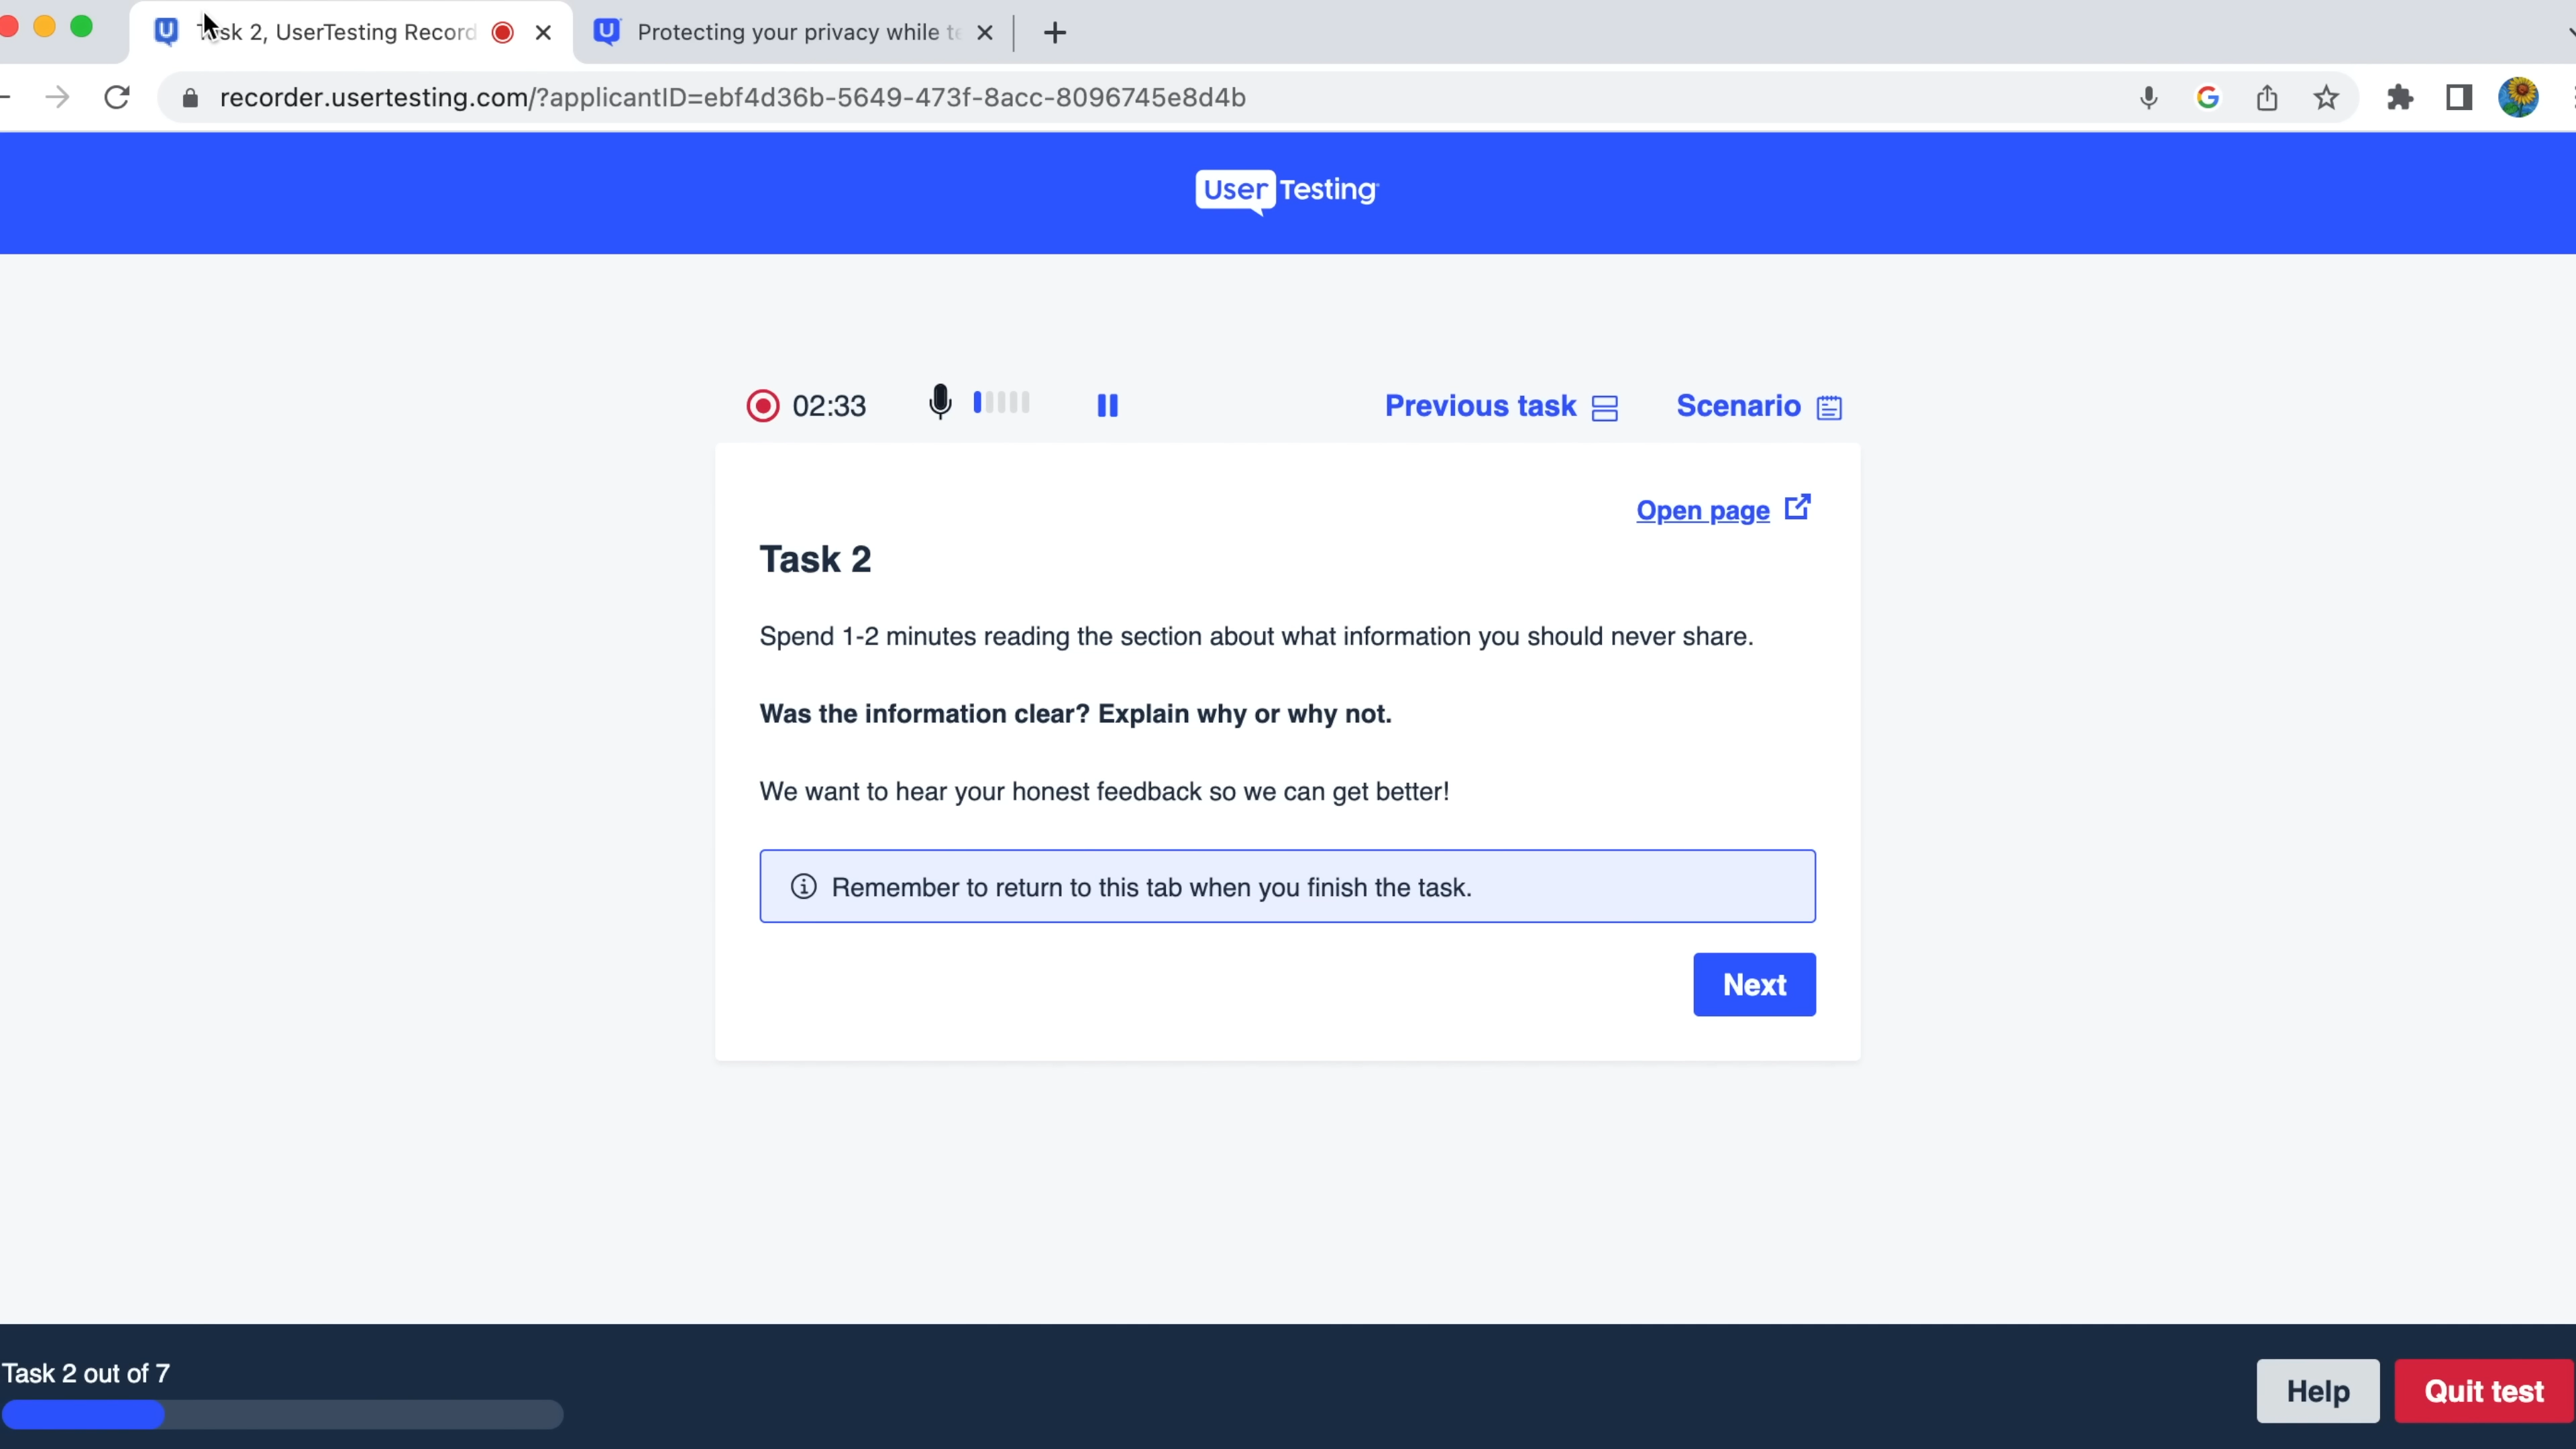 Task 2, UserTesting Record
Protecting your privacy while te
recorder.usertesting.com/?applicantID=ebf4d36b-5649-473f-8acc-8096745e8d4b
User Testing
02:33
Previous task
Scenario
Open page
Task 2
Spend 1-2 minutes reading the section about what information you should never share.
Was the information clear? Explain why or why not.
We want to hear your honest feedback so we can get better!
Remember to return to this tab when you finish the task.
Next
Task 2 out of 7
Help
Quit test